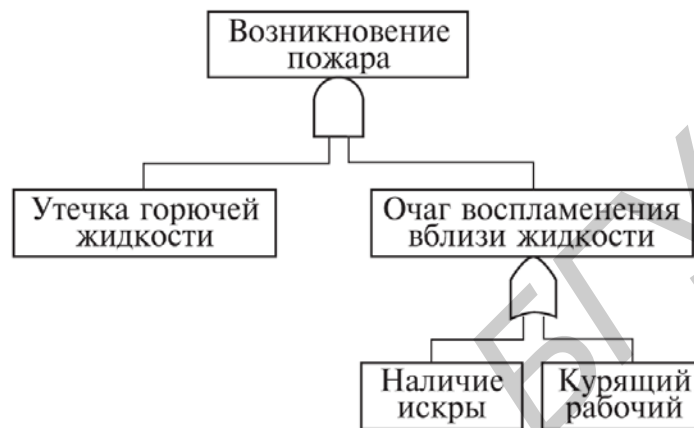 Возникновение
пожара
Утечка горючей
жидкости
Очаг воспламенения
вблизи жидкости
Наличие
искры
Курящий
рабочий